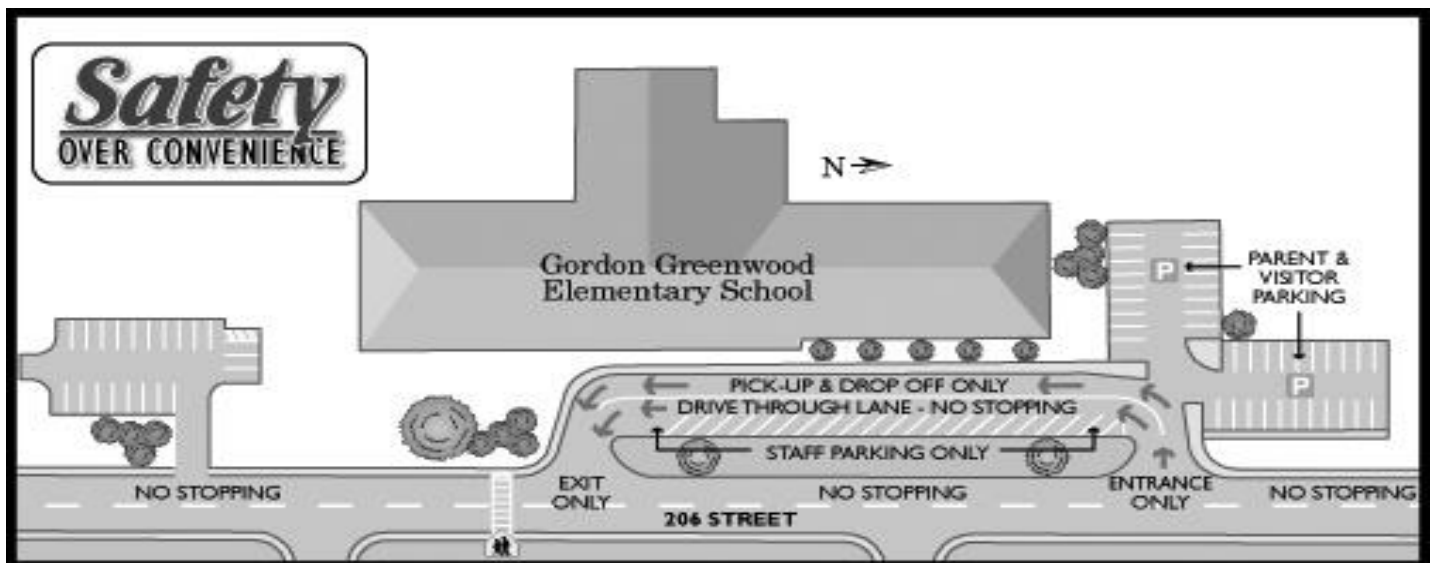 Safety
OVER CONVENIENCE
N
Gordon Greenwood
Elementary School
PARENT &
VISITOR
PARKING
P
P
PICK-UP & DROP OFF ONLY
DRIVE THROUGH LANE - NO STOPPING
STAFF PARKING ONLY
NO STOPPING
EXIT
ONLY
NO STOPPING
ENTRANCE
ONLY
NO STOPPING
206 STREET